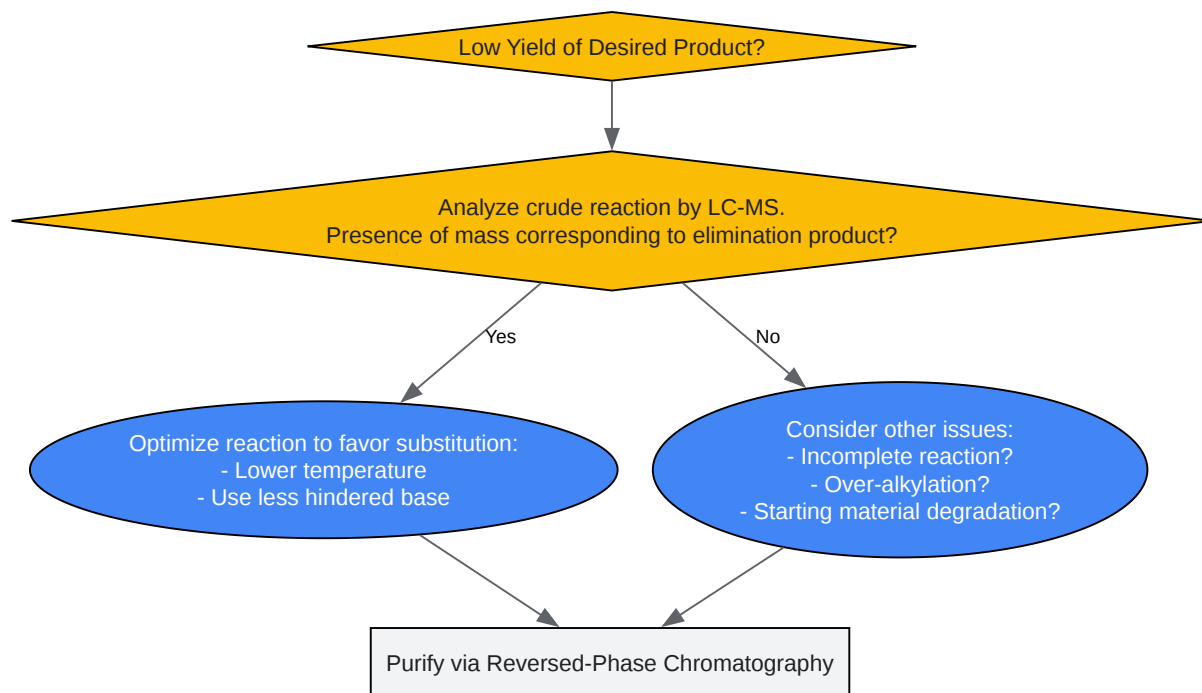 Low Yield of Desired Product?
Analyze crude reaction by LC-MS.
Presence of mass corresponding to elimination product?
Yes
No
Optimize reaction to favor substitution:
- Lower temperature
- Use less hindered base
Consider other issues:
- Incomplete reaction?
- Over-alkylation?
- Starting material degradation?
Purify via Reversed-Phase Chromatography